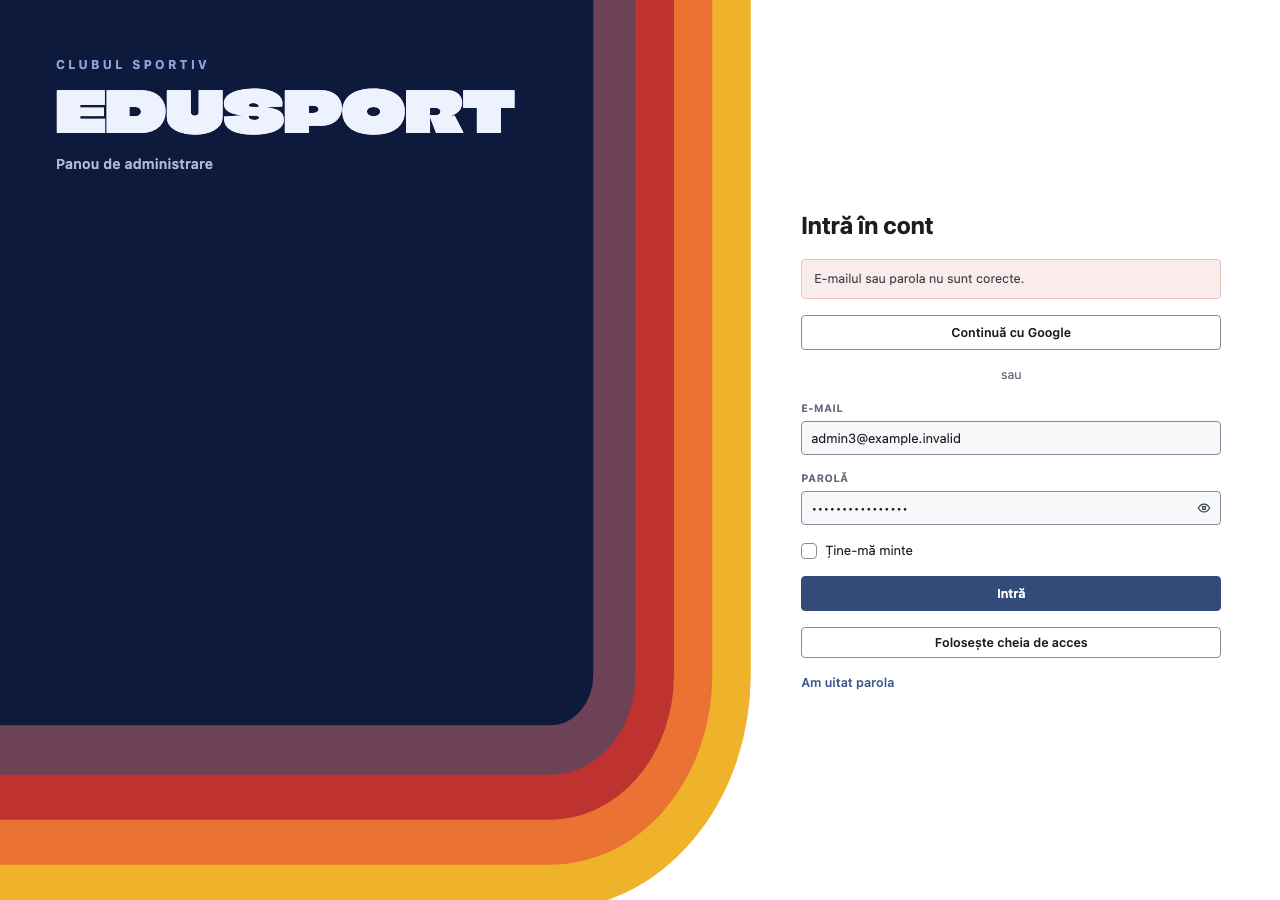 CLUBUL SPORTIV
EDUSPORT
Panou de administrare
Intră în cont
E-mailul sau parola nu sunt corecte.
Continuă cu Google
sau
E-MAIL
admin3@example.invalid
PAROLĂ
••••••••••••••••
Ține-mă minte
Intră
Folosește cheia de acces
Am uitat parola